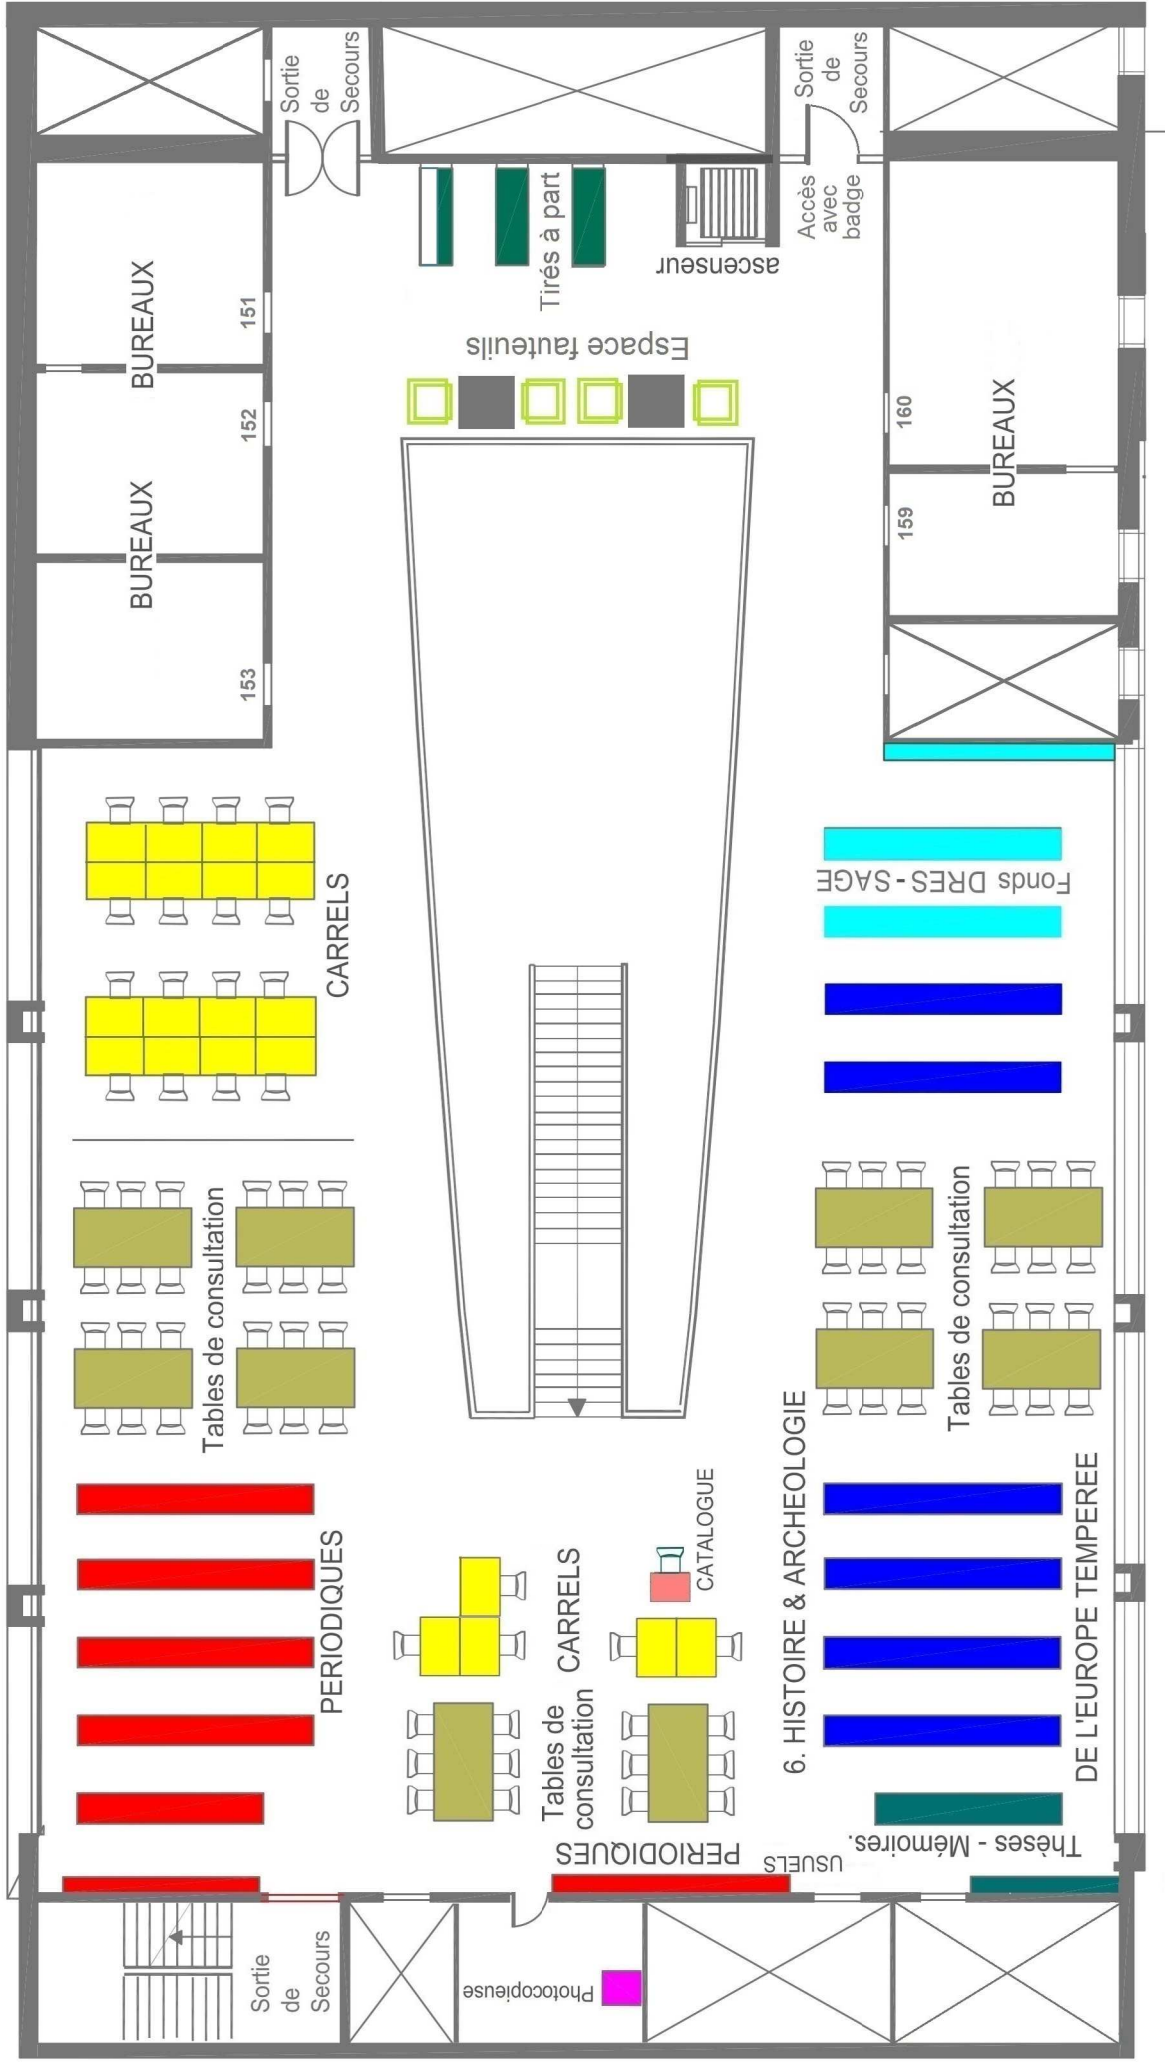 Sortie
de
Secours
Sortie
de
Secours
Accès
avec
badge
Tirés à part
ascenseur
Espace fauteuils
BUREAUX
151
152
BUREAUX
153
160
BUREAUX
159
CARRELS
Fonds DRES-SAGE
Tables de consultation
Tables de consultation
PERIODIQUES
CARRELS
CATALOGUE
6. HISTOIRE & ARCHEOLOGIE
DE L'EUROPE TEMPEREE
Tables de
consultation
PERIODIQUES
USUELS
Thèses - Mémoires.
Sortie
de
Secours
Photocopieuse